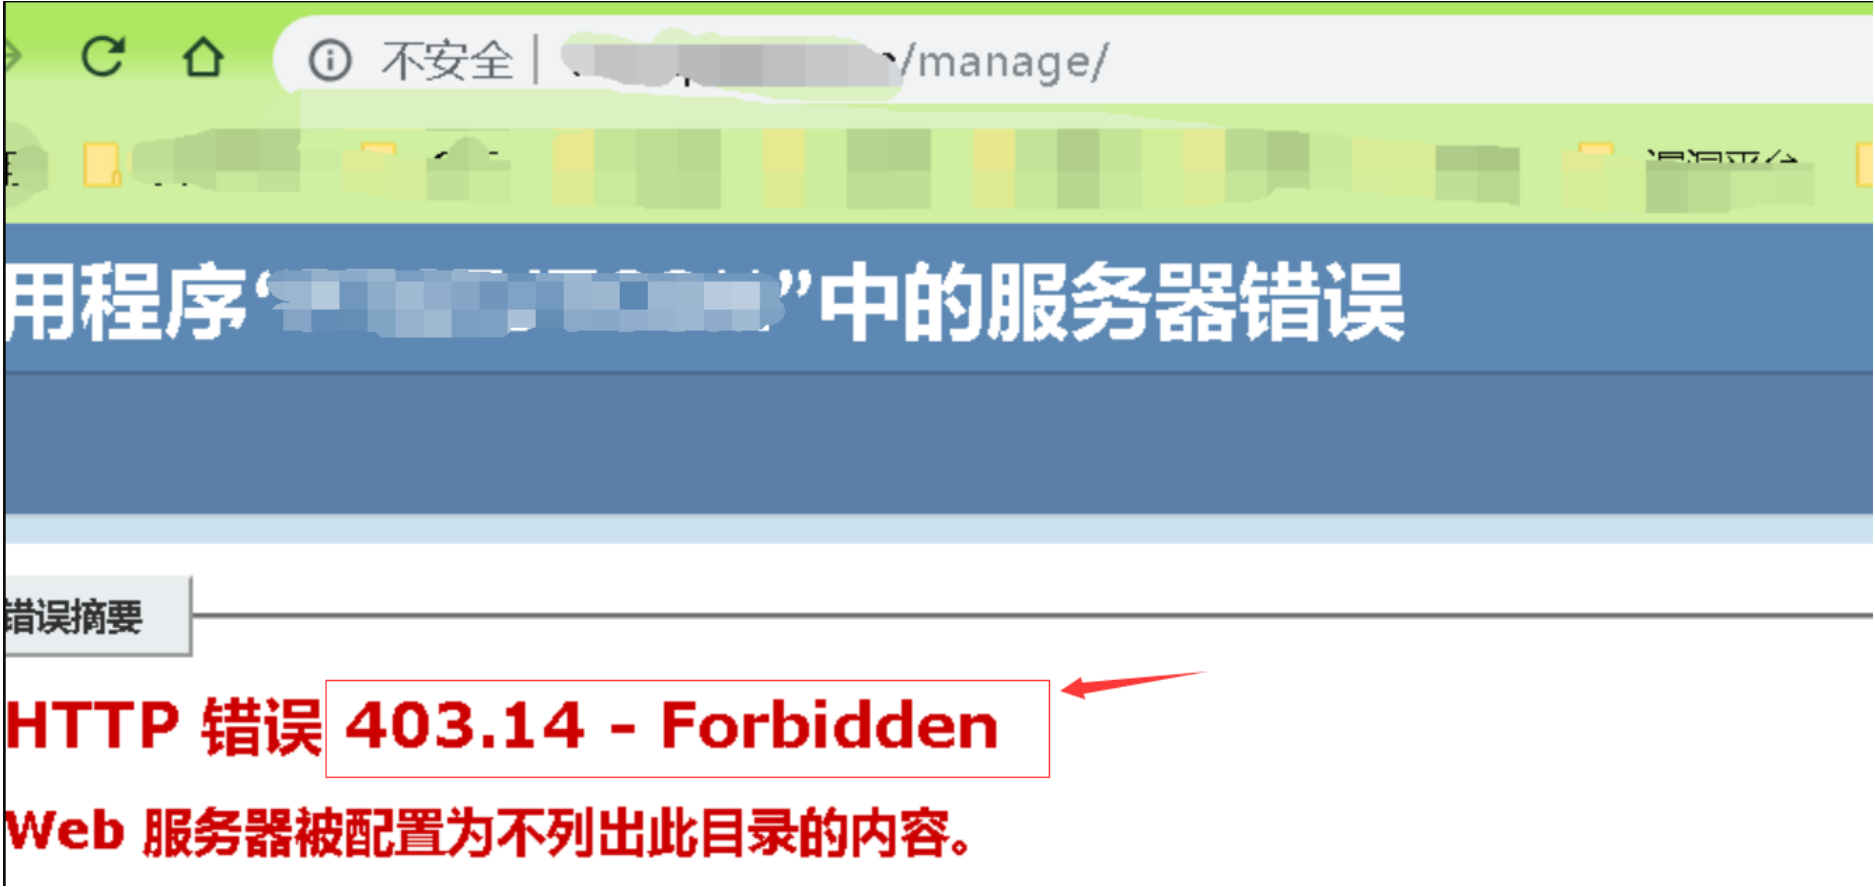 不安全 | /manage/
用程序“ ”中的服务器错误
错误摘要
HTTP 错误 403.14 - Forbidden
Web 服务器被配置为不列出此目录的内容。